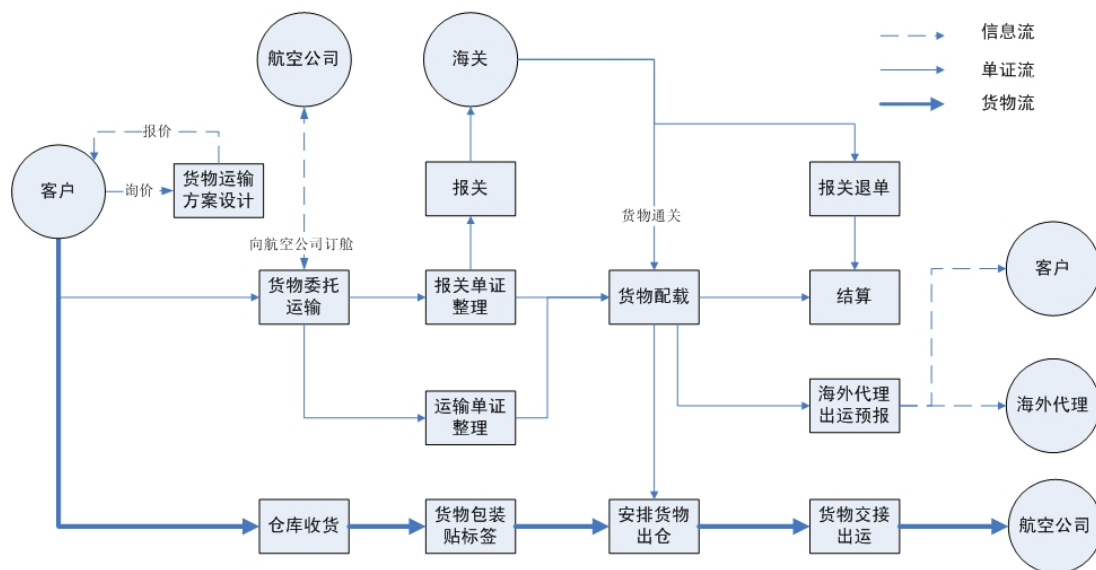 航空公司
海关
信息流
单证流
货物流
报价
客户
询价
货物运输
方案设计
报关
报关退单
货物通关
向航空公司订舱
客户
货物委托
运输
报关单证
整理
货物配载
结算
运输单证
整理
海外代理
出运预报
海外代理
仓库收货
货物包装
贴标签
安排货物
出仓
货物交接
出运
航空公司